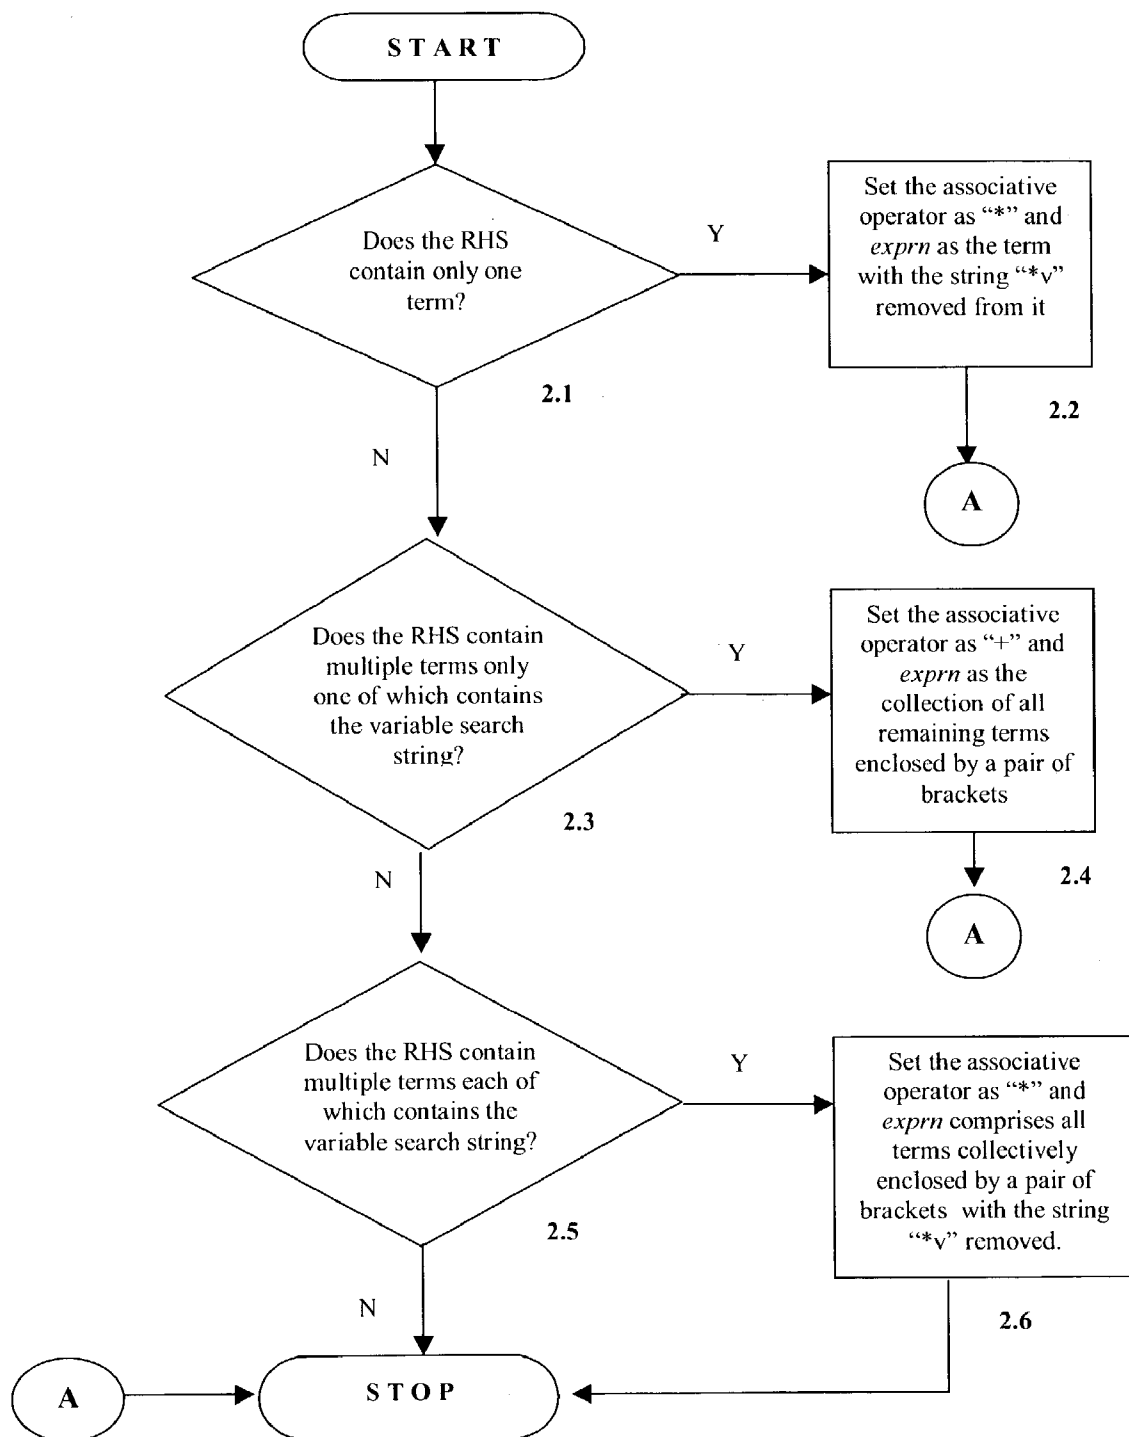 START
Does the RHS
contain only one
term?
Y
Set the associative
operator as “*” and
exprn as the term
with the string “*v”
removed from it
2.1
2.2
N
A
Does the RHS contain
multiple terms only
one of which contains
the variable search
string?
Y
Set the associative
operator as “+” and
exprn as the
collection of all
remaining terms
enclosed by a pair of
brackets
2.3
2.4
N
A
Does the RHS contain
multiple terms each of
which contains the
variable search string?
Y
Set the associative
operator as “*” and
exprn comprises all
terms collectively
enclosed by a pair of
brackets with the string
“*v” removed.
2.5
2.6
N
A
STOP